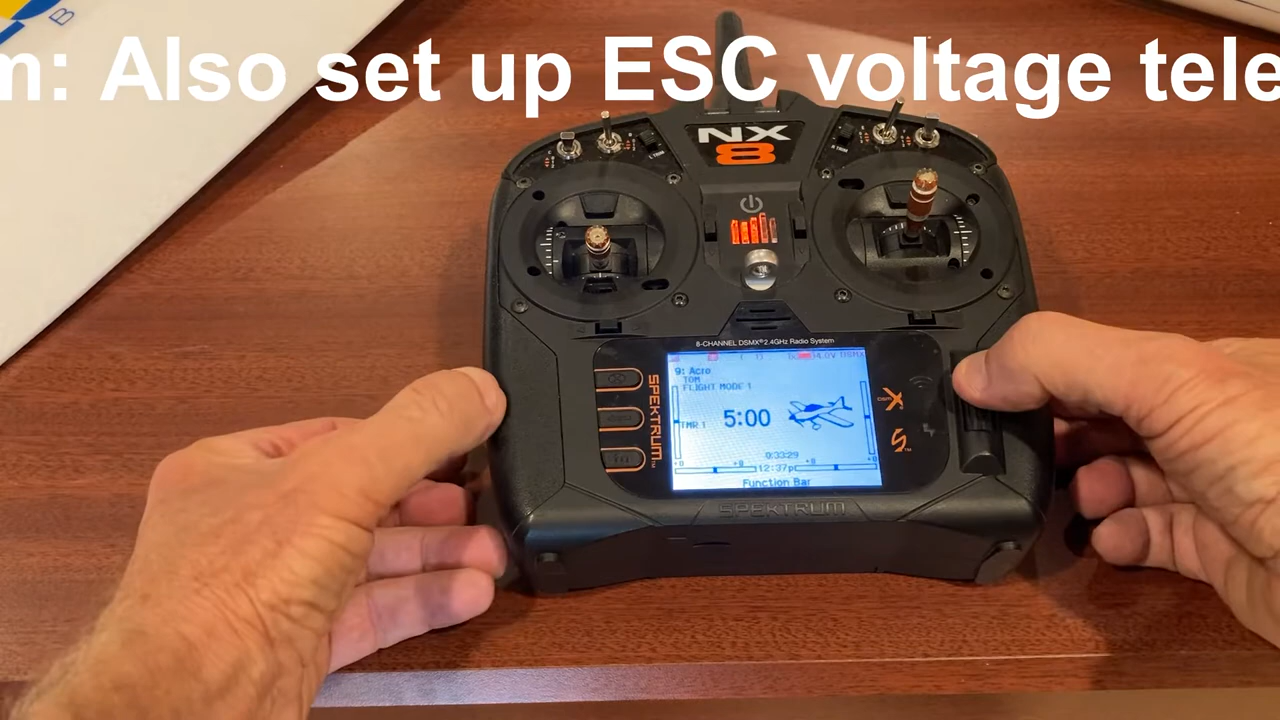 m: Also set up ESC voltage tele
NX
8
8-CHANNEL DSMX® 2.4GHz Radio System
4.0V DSMX
9: Acro
TOM
FLIGHT MODE 1
TMR 1
5:00
0:33:29
12:37p
Function Bar
SPEKTRUM
SPEKTRUM
B